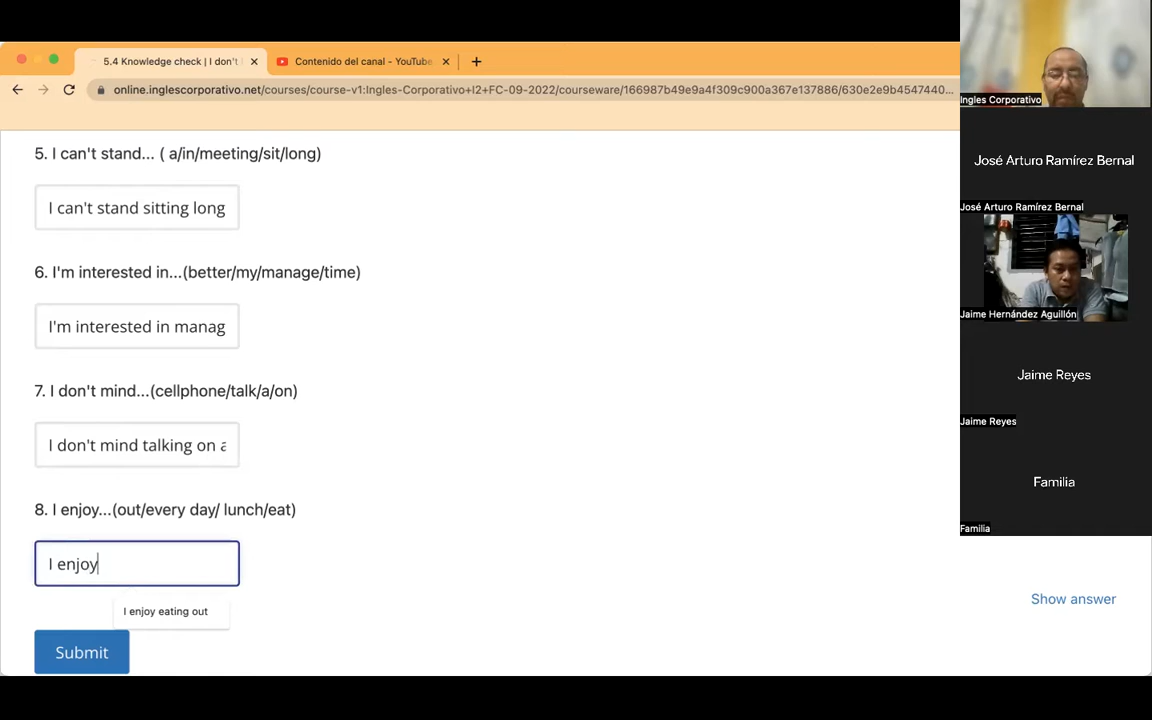 5.4 Knowledge check | I don't
Contenido del canal - YouTube
online.inglescorporativo.net/courses/course-v1:Ingles-Corporativo+I2+FC-09-2022/courseware/166987b49e9a4f309c900a367e137886/630e2e9b4547440...
5. I can't stand... ( a/in/meeting/sit/long)
I can't stand sitting long
6. I'm interested in...(better/my/manage/time)
I'm interested in manag
7. I don't mind...(cellphone/talk/a/on)
I don't mind talking on a
8. I enjoy...(out/every day/ lunch/eat)
I enjoy
I enjoy eating out
Show answer
Submit
Ingles Corporativo
José Arturo Ramírez Bernal
José Arturo Ramírez Bernal
Jaime Hernández Aguillón
Jaime Reyes
Jaime Reyes
Familia
Familia